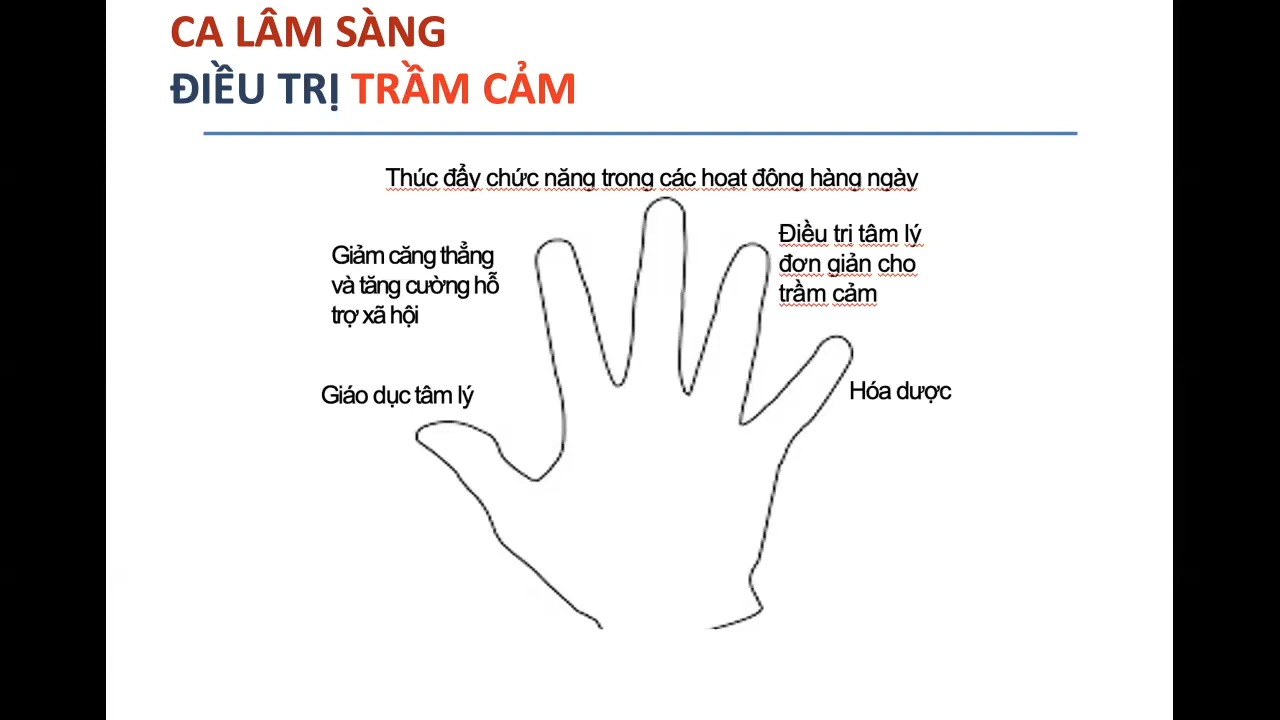 CA LÂM SÀNG
ĐIỀU TRỊ TRẦM CẢM
Thúc đẩy chức năng trong các hoạt động hàng ngày
Giảm căng thẳng
và tăng cường hỗ
trợ xã hội
Điều trị tâm lý
đơn giản cho
trầm cảm
Giáo dục tâm lý
Hóa dược